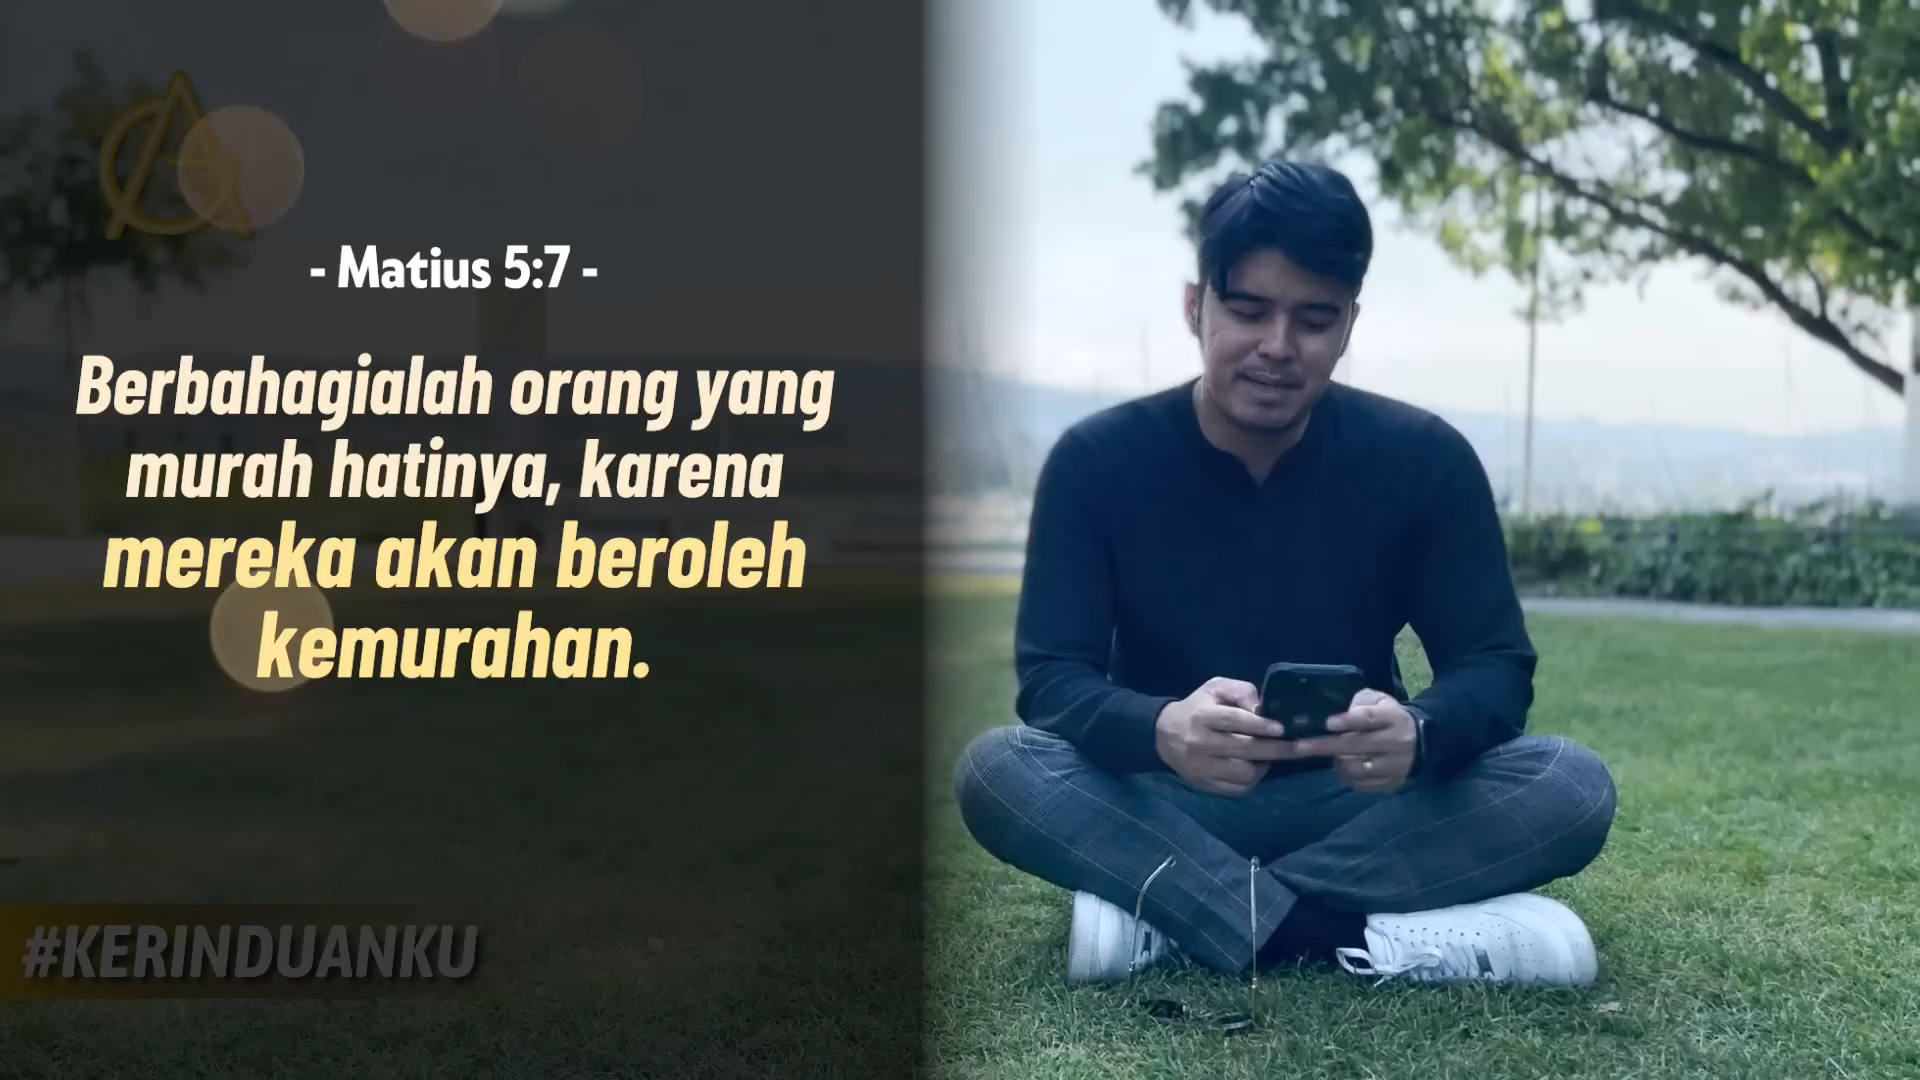 - Matius 5:7 -
Berbahagialah orang yang
murah hatinya, karena
mereka akan beroleh
kemurahan.
#KERINDUANKU